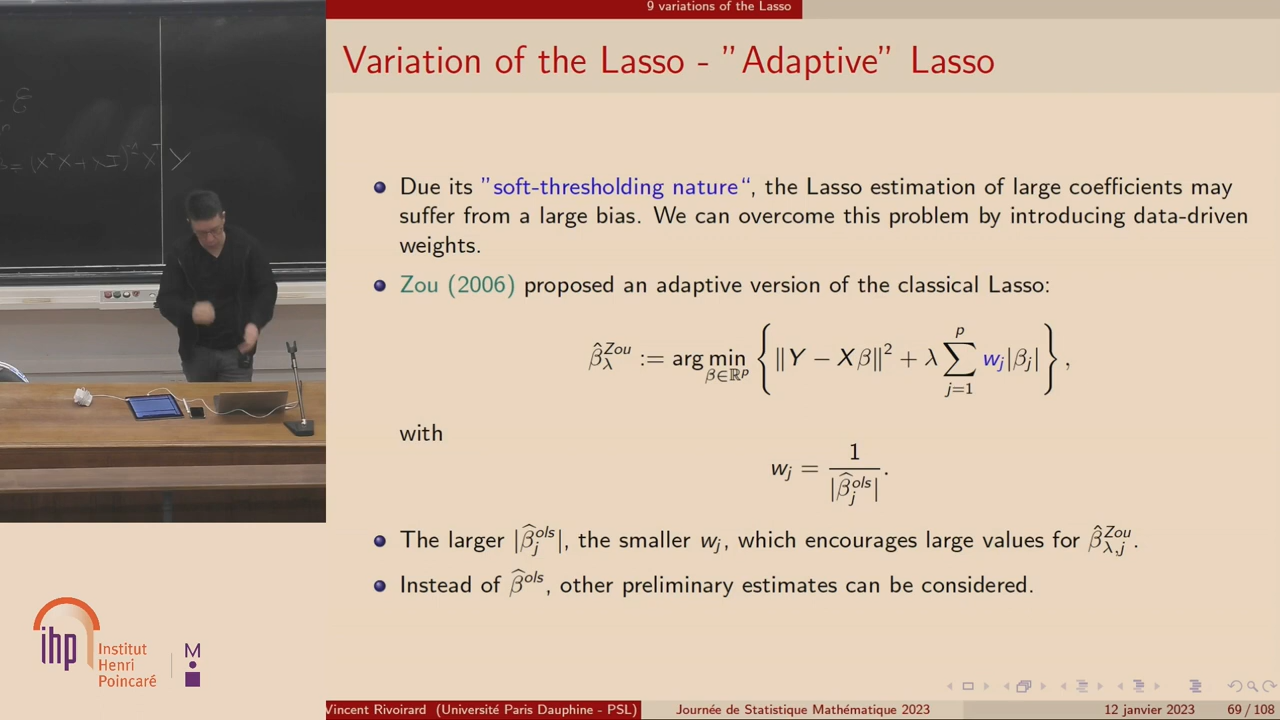 9 variations of the Lasso
Variation of the Lasso - ”Adaptive” Lasso
Due its ”soft-thresholding nature“, the Lasso estimation of large coefficients may
suffer from a large bias. We can overcome this problem by introducing data-driven
weights.
Zou (2006) proposed an adaptive version of the classical Lasso:
β̂_λ^{Zou} := arg min_{β∈ℝ^p} { ‖Y − Xβ‖² + λ ∑_{j=1}^{p} w_j|β_j| },
with
w_j = 1 / |β̂_j^{ols}|.
The larger |β̂_j^{ols}|, the smaller w_j, which encourages large values for β̂_{λ,j}^{Zou}.
Instead of β̂^{ols}, other preliminary estimates can be considered.
ihp Institut
Henri
Poincaré
M
Vincent Rivoirard (Université Paris Dauphine - PSL)
Journée de Statistique Mathématique 2023
12 janvier 2023
69 / 108